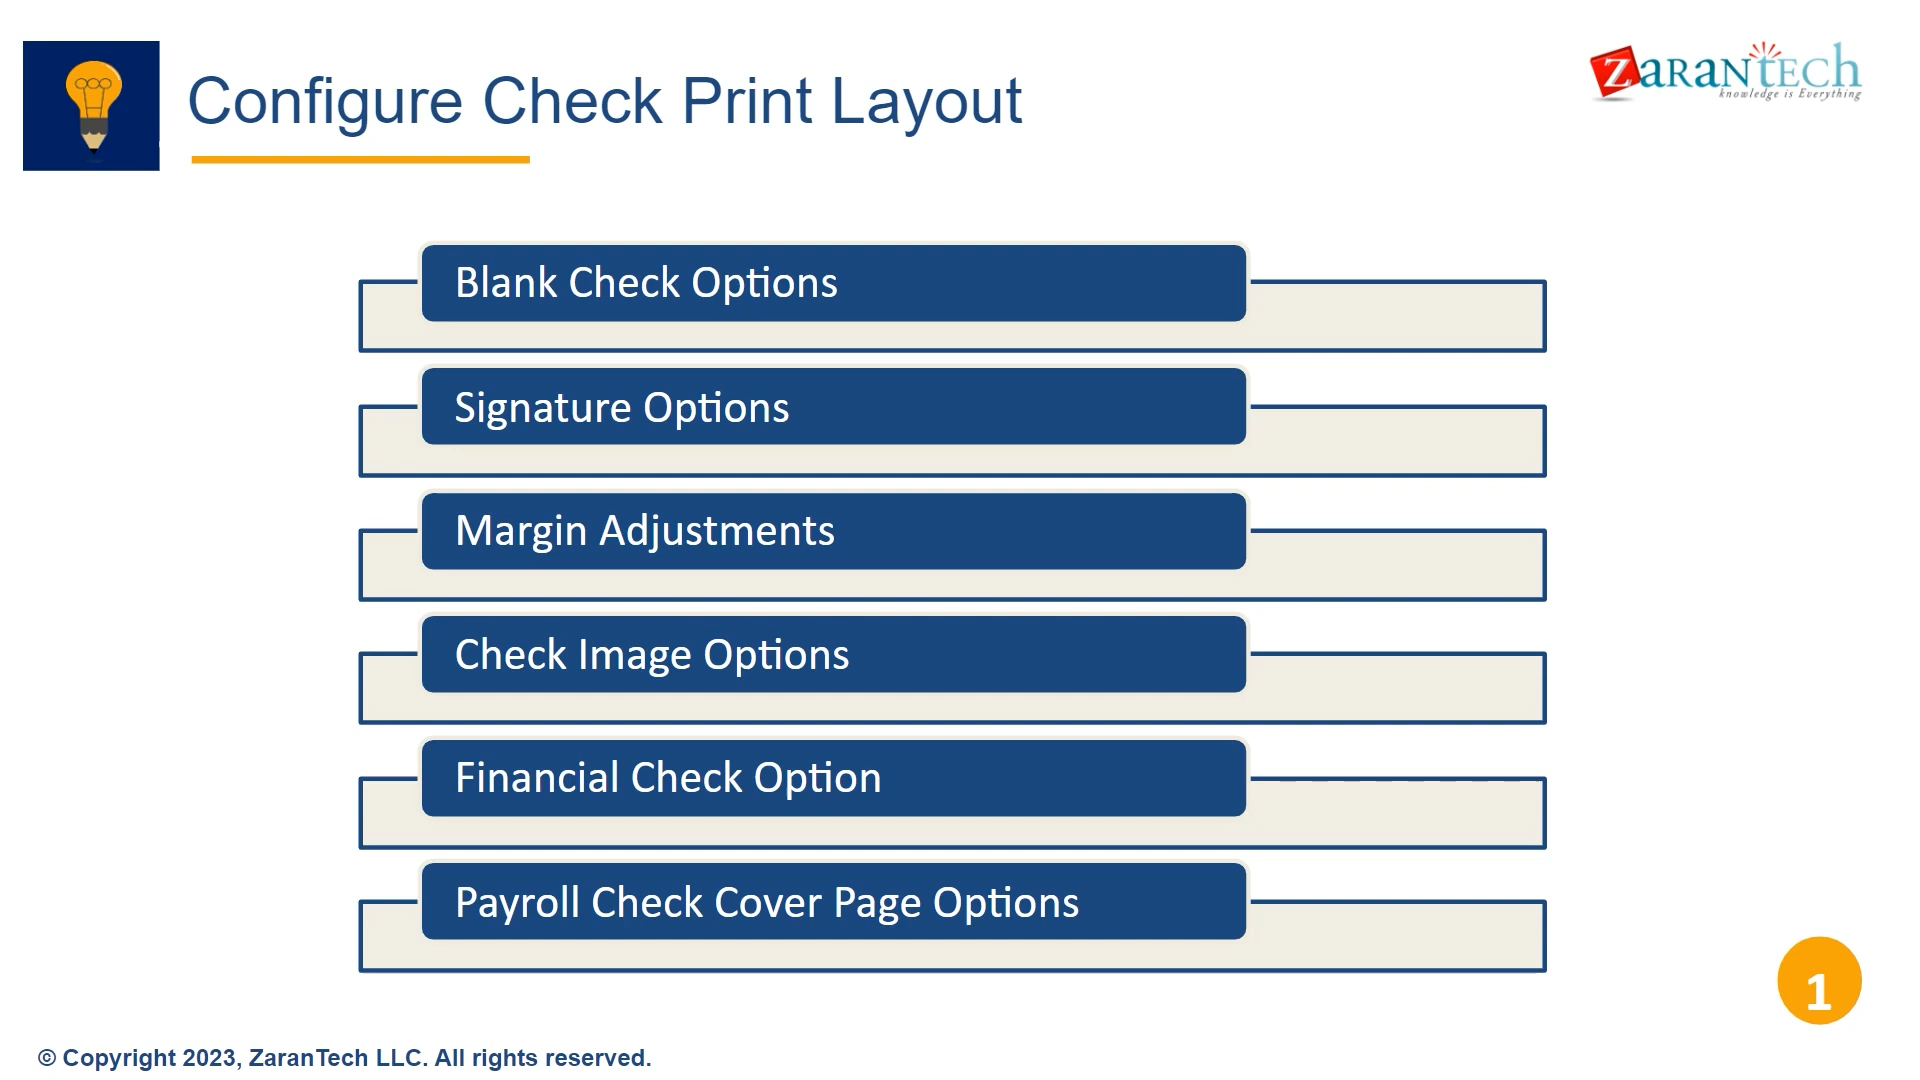 Configure Check Print Layout
ZaranTech
knowledge is Everything
Blank Check Options
Signature Options
Margin Adjustments
Check Image Options
Financial Check Option
Payroll Check Cover Page Options
1
© Copyright 2023, ZaranTech LLC. All rights reserved.